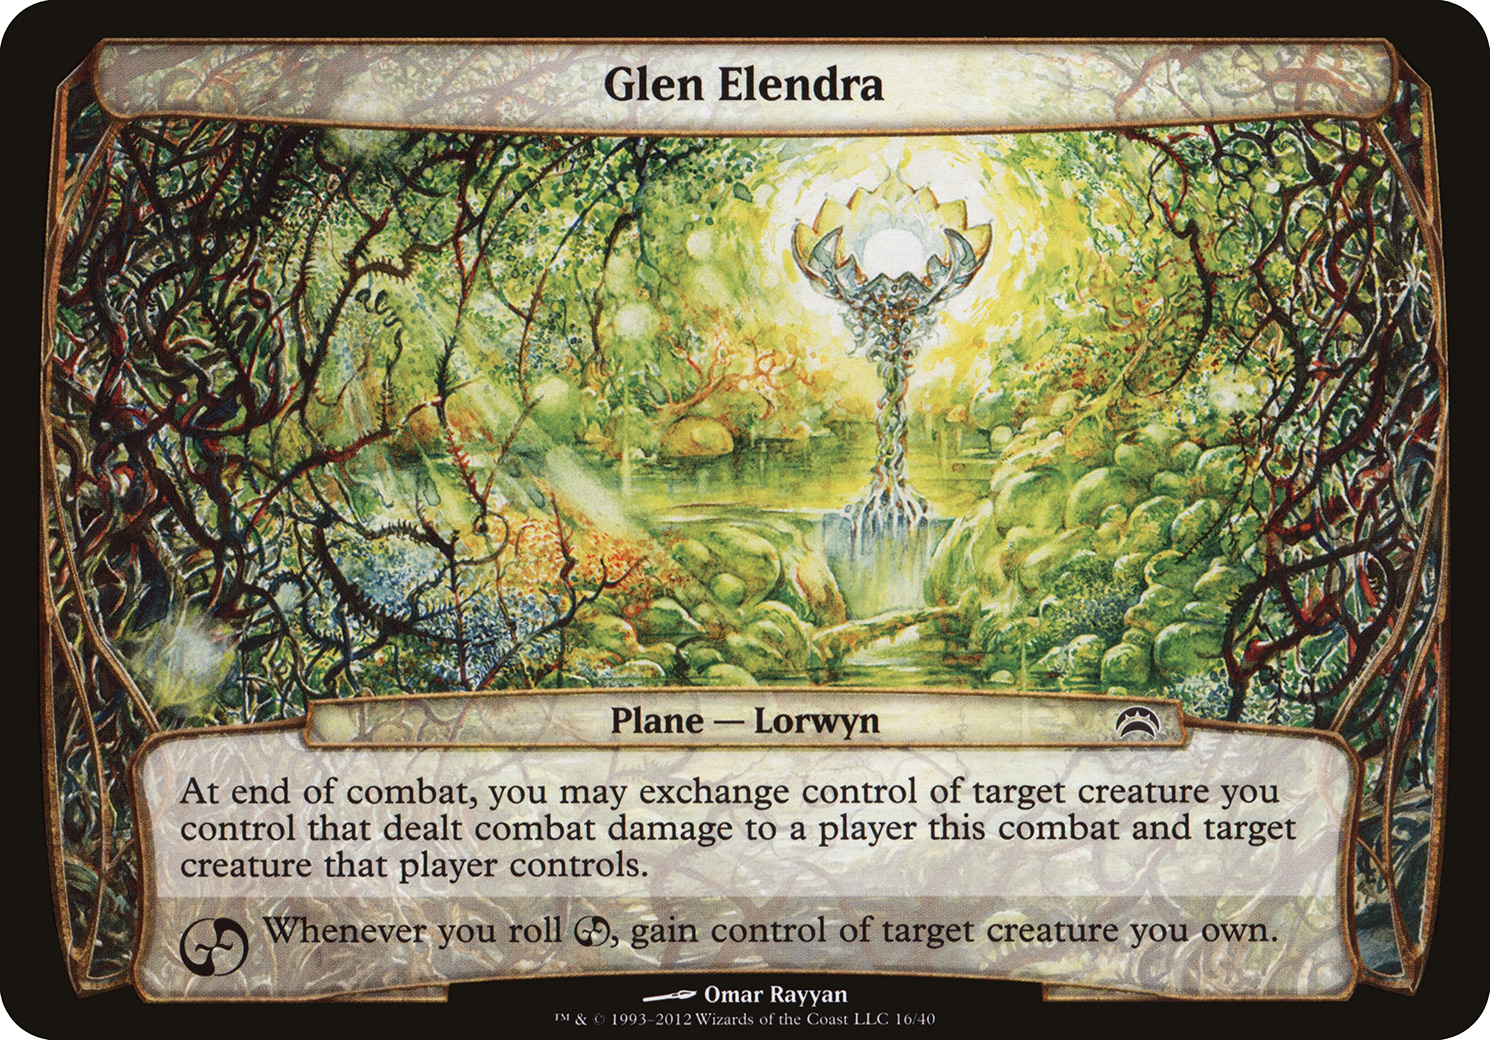 Glen Elendra
Plane — Lorwyn
At end of combat, you may exchange control of target creature you
control that dealt combat damage to a player this combat and target
creature that player controls.
Whenever you roll , gain control of target creature you own.
Omar Rayyan
™ & © 1993–2012 Wizards of the Coast LLC 16/40